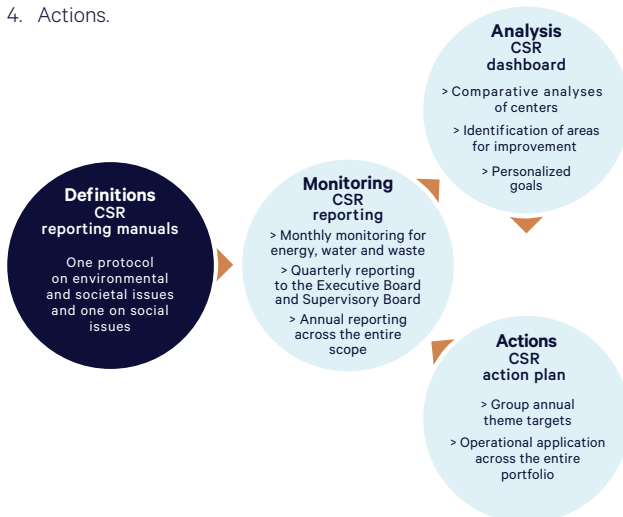 4. Actions.
Definitions
CSR
reporting manuals
One protocol
on environmental
and societal issues
and one on social
issues
Monitoring
CSR
reporting
> Monthly monitoring for
energy, water and waste
> Quarterly reporting
to the Executive Board
and Supervisory Board
> Annual reporting
across the entire
scope
Analysis
CSR
dashboard
> Comparative analyses
of centers
> Identification of areas
for improvement
> Personalized
goals
Actions
CSR
action plan
> Group annual
theme targets
> Operational application
across the entire
portfolio